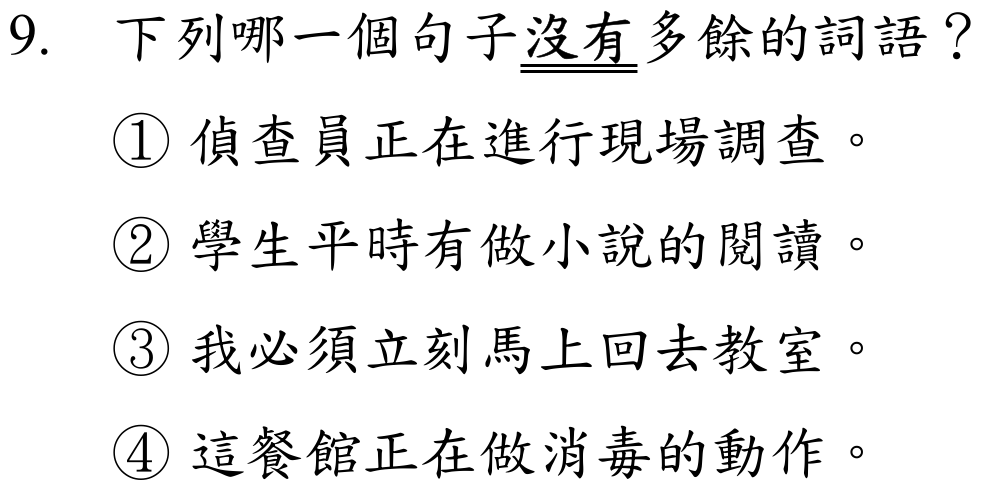 9. 下列哪一個句子沒有多餘的詞語？
① 偵查員正在進行現場調查。
② 學生平時有做小說的閱讀。
③ 我必須立刻馬上回去教室。
④ 這餐館正在做消毒的動作。